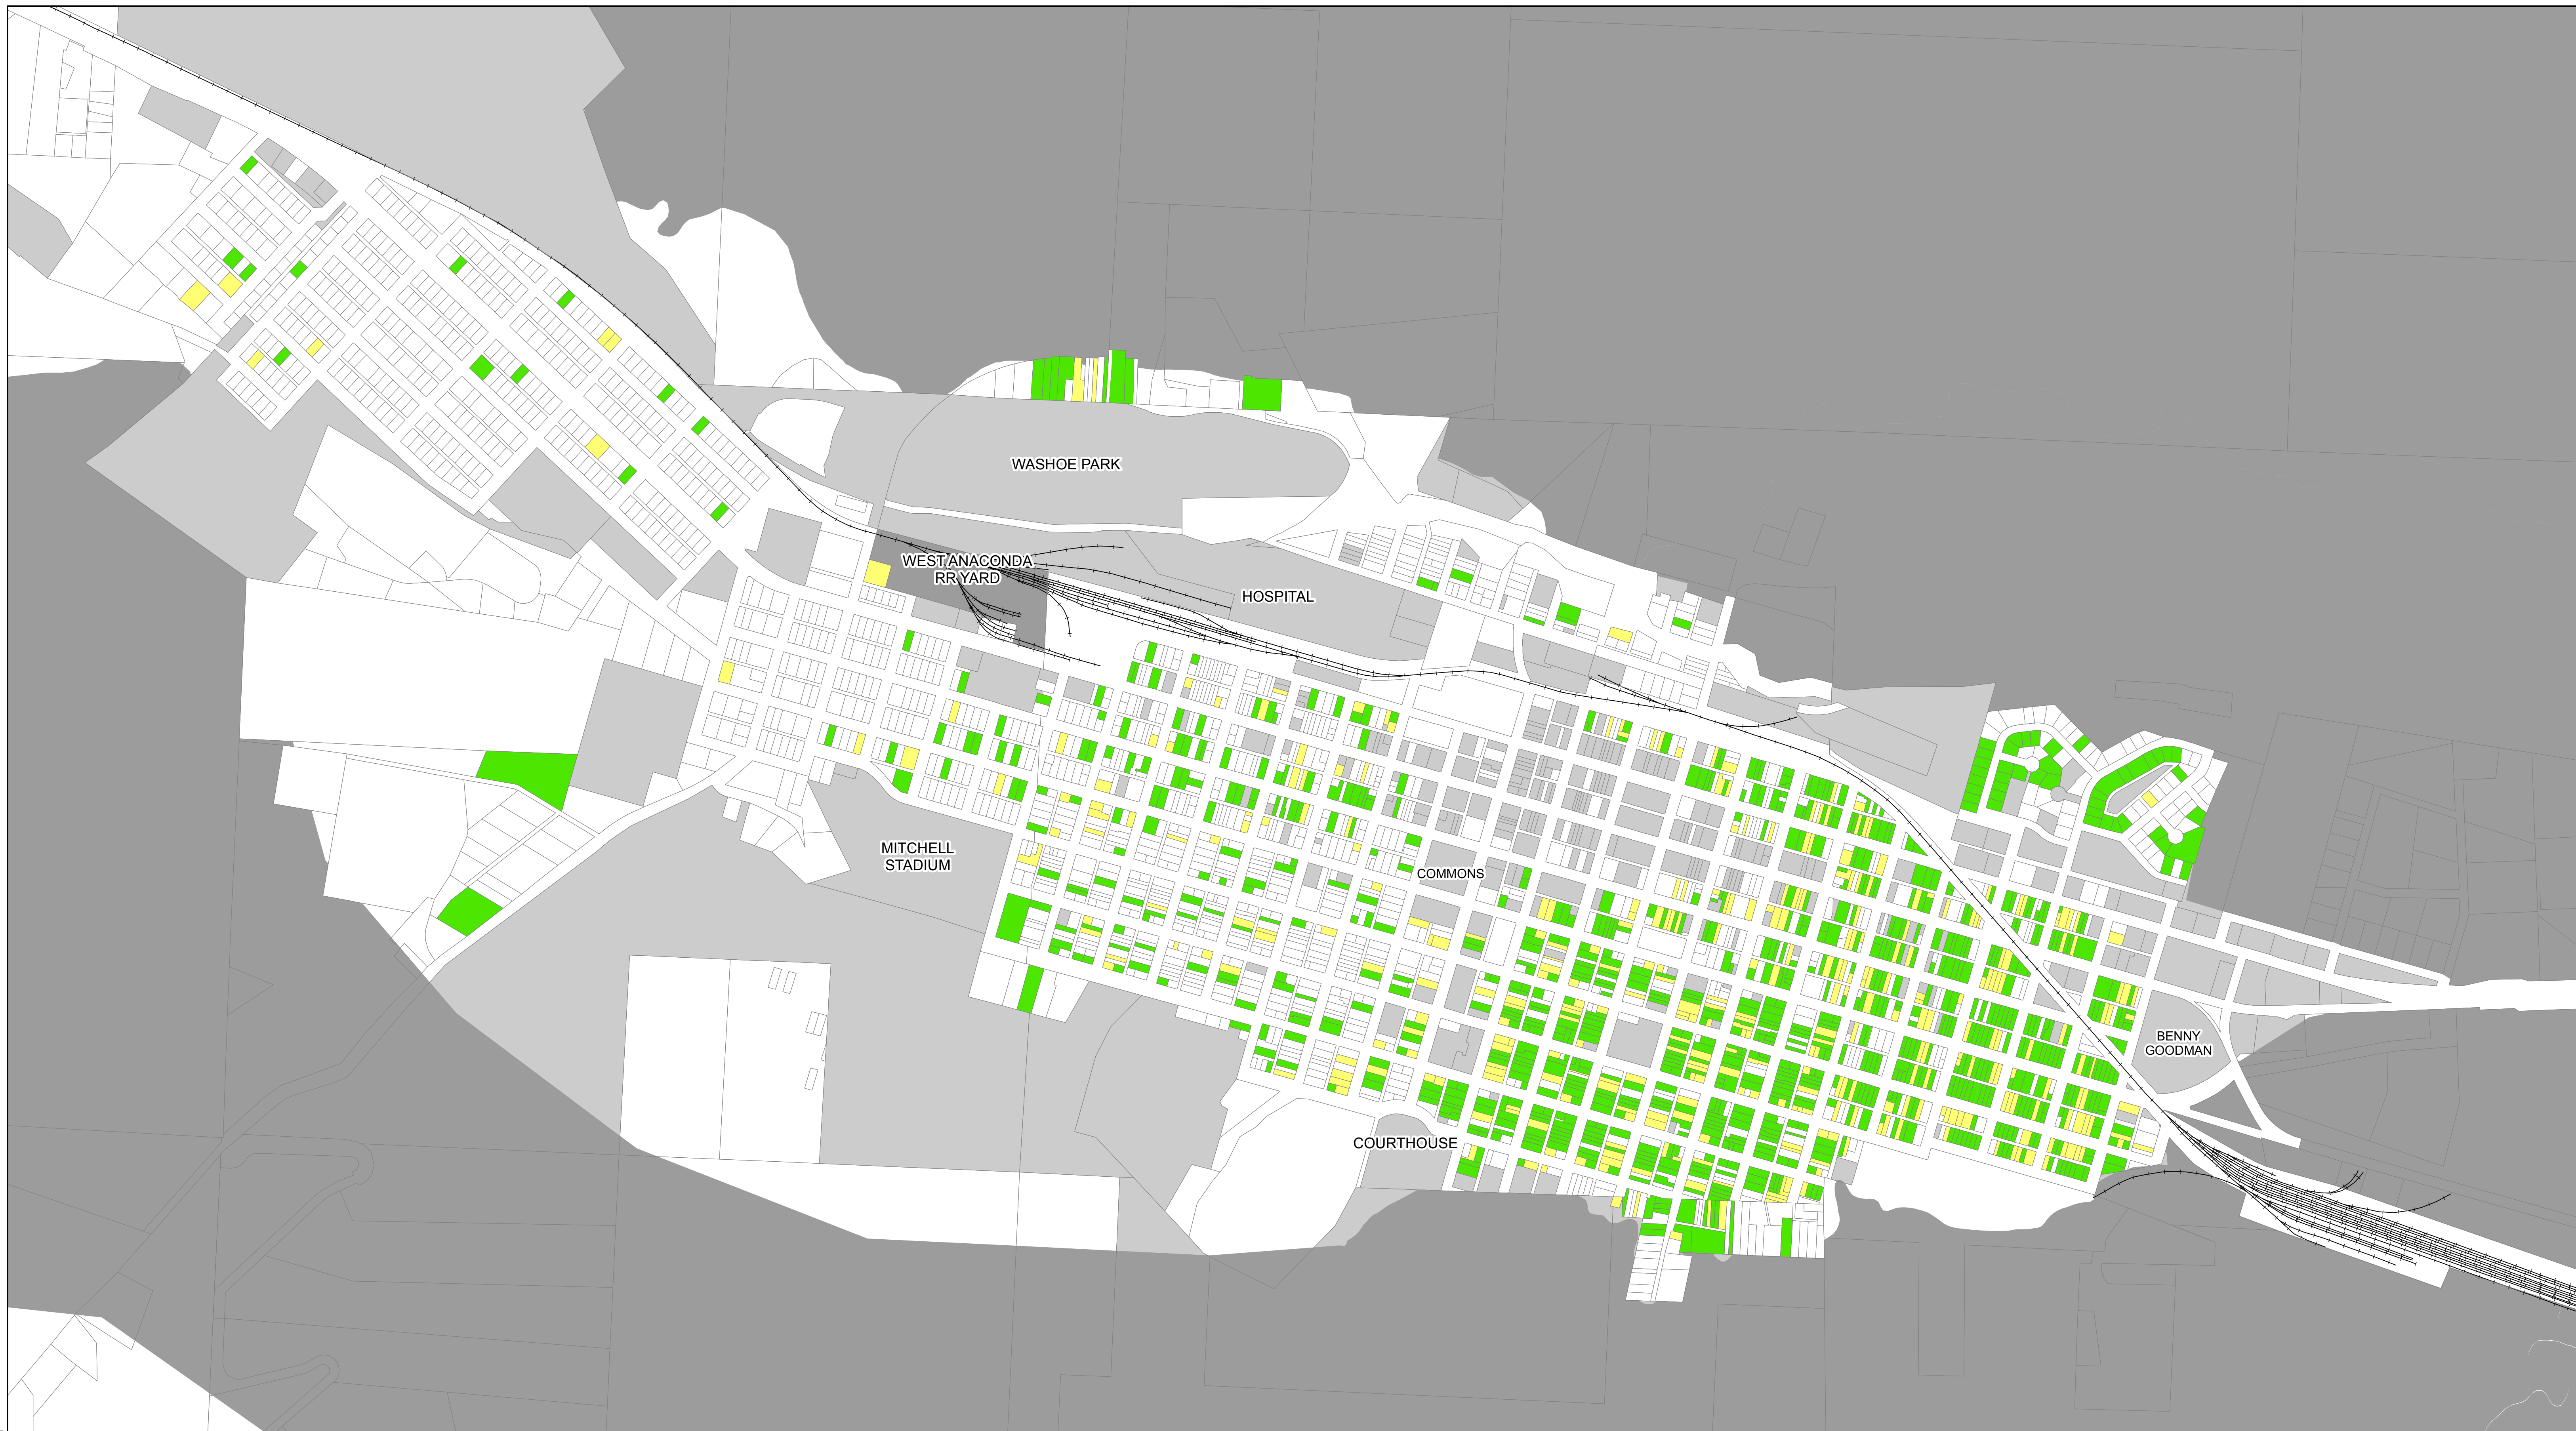 WASHOE PARK
WEST ANACONDA
RR YARD
HOSPITAL
MITCHELL
STADIUM
COMMONS
BENNY
GOODMAN
COURTHOUSE